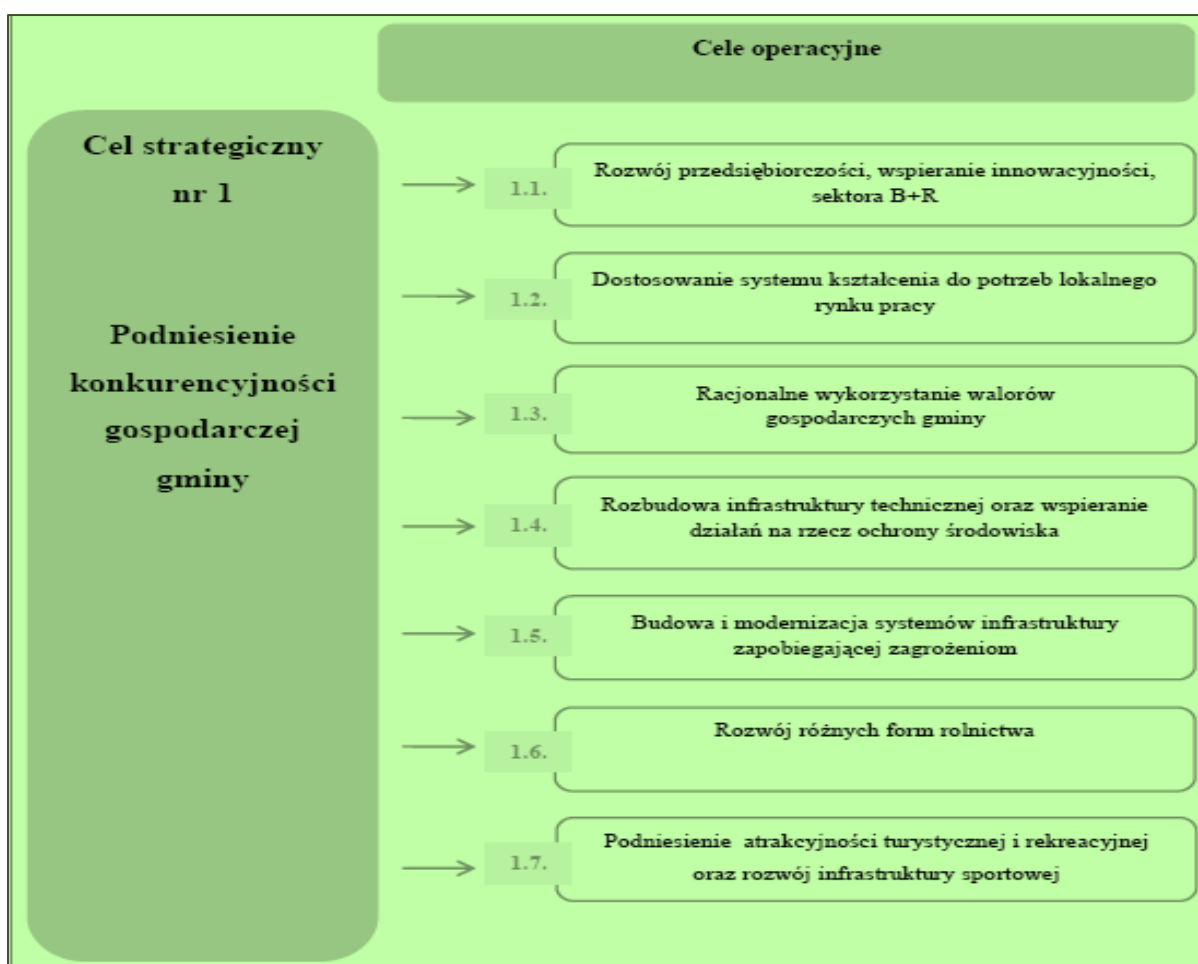 Cele operacyjne
Cel strategiczny
nr 1
Podniesienie
konkurencyjności
gospodarczej
gminy
1.1.
Rozwój przedsiębiorczości, wspieranie innowacyjności,
sektora B+R
1.2.
Dostosowanie systemu kształcenia do potrzeb lokalnego
rynku pracy
1.3.
Racjonalne wykorzystanie walorów
gospodarczych gminy
1.4.
Rozbudowa infrastruktury technicznej oraz wspieranie
działań na rzecz ochrony środowiska
1.5.
Budowa i modernizacja systemów infrastruktury
zapobiegającej zagrożeniom
1.6.
Rozwój różnych form rolnictwa
1.7.
Podniesienie atrakcyjności turystycznej i rekreacyjnej
oraz rozwój infrastruktury sportowej